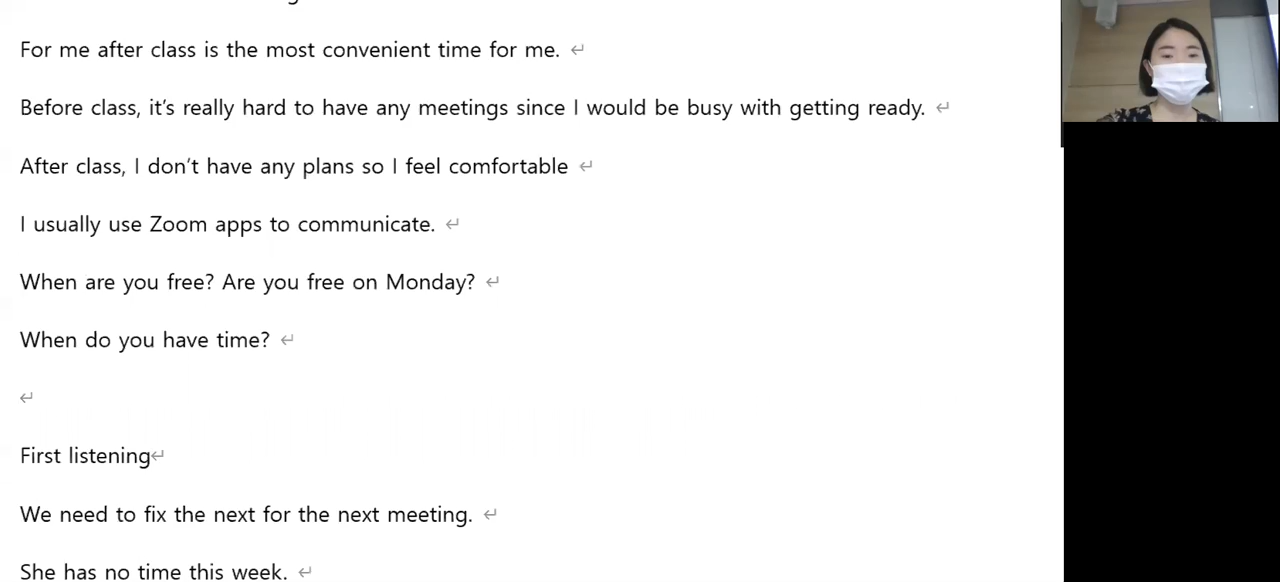 For me after class is the most convenient time for me.
Before class, it's really hard to have any meetings since I would be busy with getting ready.
After class, I don't have any plans so I feel comfortable
I usually use Zoom apps to communicate.
When are you free? Are you free on Monday?
When do you have time?
First listening
We need to fix the next for the next meeting.
She has no time this week.